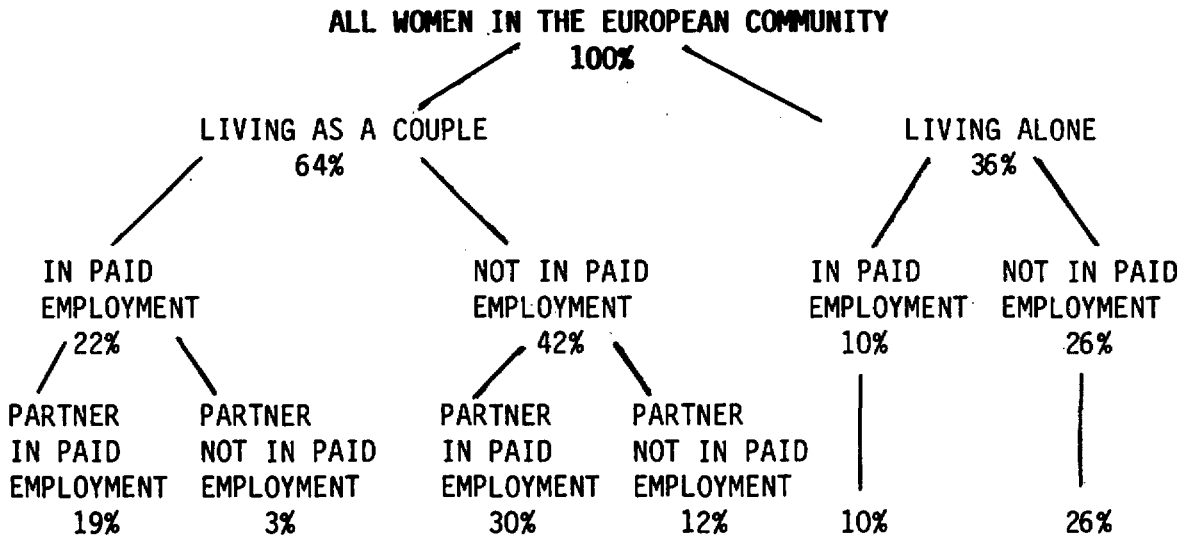 ALL WOMEN IN THE EUROPEAN COMMUNITY
100%
LIVING AS A COUPLE
64%
LIVING ALONE
36%
IN PAID
EMPLOYMENT
22%
NOT IN PAID
EMPLOYMENT
42%
IN PAID
EMPLOYMENT
10%
NOT IN PAID
EMPLOYMENT
26%
PARTNER
IN PAID
EMPLOYMENT
19%
PARTNER
NOT IN PAID
EMPLOYMENT
3%
PARTNER
IN PAID
EMPLOYMENT
30%
PARTNER
NOT IN PAID
EMPLOYMENT
12%
10%
26%